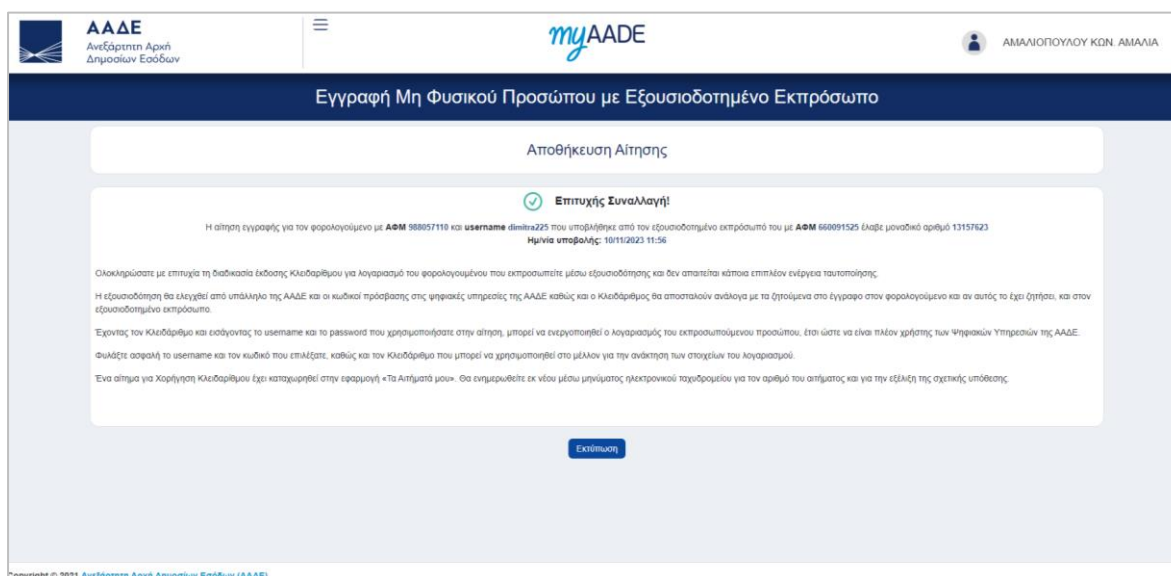 ΑΑΔΕ
Ανεξάρτητη Αρχή
Δημοσίων Εσόδων
myAADE
ΑΜΑΛΙΟΠΟΥΛΟΥ ΚΩΝ. ΑΜΑΛΙΑ
Εγγραφή Μη Φυσικού Προσώπου με Εξουσιοδοτημένο Εκπρόσωπο
Αποθήκευση Αίτησης
Επιτυχής Συναλλαγή!
Η αίτηση εγγραφής για τον φορολογούμενο με ΑΦΜ 988057110 και username dimitra225 που υποβλήθηκε από τον εξουσιοδοτημένο εκπρόσωπό του με ΑΦΜ 660091525 έλαβε μοναδικό αριθμό 13157623
Ημ/νία υποβολής: 10/11/2023 11:56
Ολοκληρώσατε με επιτυχία τη διαδικασία έκδοσης Κλειδαρίθμου για λογαριασμό του φορολογουμένου που εκπροσωπείτε μέσω εξουσιοδότησης και δεν απαιτείται κάποια επιπλέον ενέργεια ταυτοποίησης.
Η εξουσιοδότηση θα ελεγχθεί από υπάλληλο της ΑΑΔΕ και οι κωδικοί πρόσβασης στις ψηφιακές υπηρεσίες της ΑΑΔΕ καθώς και ο Κλειδάριθμος θα αποσταλούν ανάλογα με τα ζητούμενα στο έγγραφο στον φορολογούμενο και αν αυτός το έχει ζητήσει, και στον
εξουσιοδοτημένο εκπρόσωπο.
Έχοντας τον Κλειδάριθμο και εισάγοντας το username και το password που χρησιμοποιήσατε στην αίτηση, μπορεί να ενεργοποιηθεί ο λογαριασμός του εκπροσωπούμενου προσώπου, έτσι ώστε να είναι πλέον χρήστης των Ψηφιακών Υπηρεσιών της ΑΑΔΕ.
Φυλάξτε ασφαλή το username και τον κωδικό που επιλέξατε, καθώς και τον Κλειδάριθμο που μπορεί να χρησιμοποιηθεί στο μέλλον για την ανάκτηση των στοιχείων του λογαριασμού.
Ένα αίτημα για Χορήγηση Κλειδαρίθμου έχει καταχωρηθεί στην εφαρμογή «Τα Αιτήματά μου». Θα ενημερωθείτε εκ νέου μέσω μηνύματος ηλεκτρονικού ταχυδρομείου για τον αριθμό του αιτήματος και για την εξέλιξη της σχετικής υπόθεσης.
Εκτύπωση
Copyright © 2021 Ανεξάρτητη Αρχή Δημοσίων Εσόδων (ΑΑΔΕ)